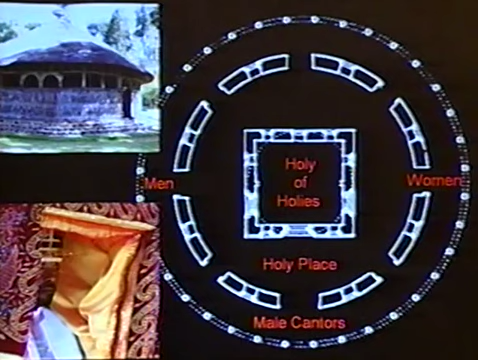 Holy
of
Holies
Men
Women
Holy Place
Male Cantors